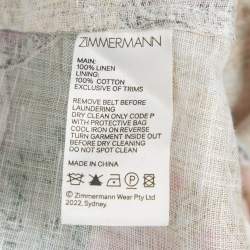 ZIMMERMANN
MAIN:
100% LINEN
LINING:
100% COTTON
EXCLUSIVE OF TRIMS
REMOVE BELT BEFORE
LAUNDERING
DRY CLEAN ONLY CODE P
WITH PROTECTIVE BAG
COOL IRON ON REVERSE
TURN GARMENT INSIDE OUT
BEFORE DRY CLEANING
DO NOT SPOT CLEAN
MADE IN CHINA
P
© Zimmermann Wear Pty Ltd
2022, Sydney.